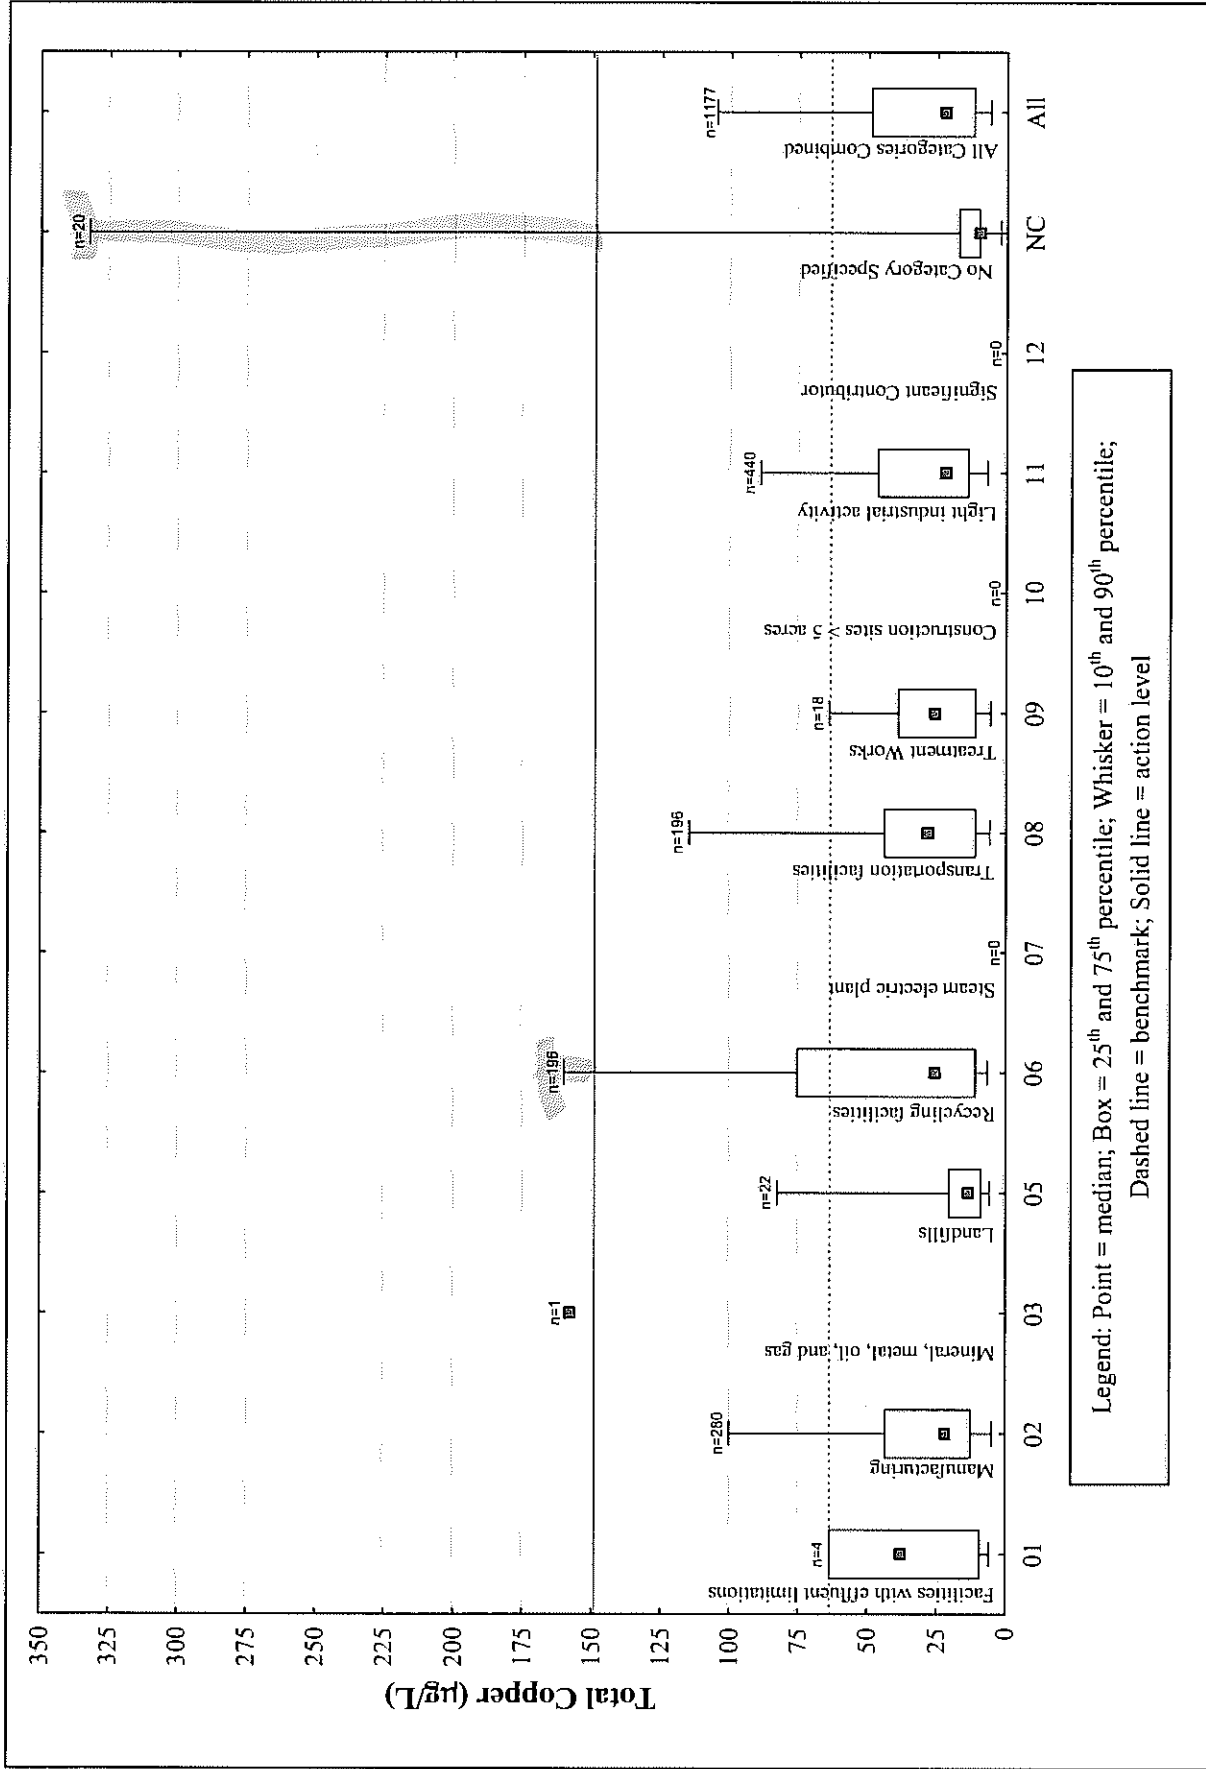 Total Copper (µg/L)
350
325
300
275
250
225
200
175
150
125
100
75
50
25
0
n=4
n=280
n=1
n=22
n=196
n=0
n=196
n=18
n=0
n=440
n=0
n=20
n=1177
Facilities with effluent limitations
Manufacturing
Mineral, metal, oil, and gas
Landfills
Recycling facilities
Steam electric plant
Transportation facilities
Treatment Works
Construction sites > 5 acres
Light industrial activity
Significant Contributor
No Category Specified
All Categories Combined
01 02 03 05 06 07 08 09 10 11 12 NC All
Legend: Point = median; Box = 25th and 75th percentile; Whisker = 10th and 90th percentile;
Dashed line = benchmark; Solid line = action level